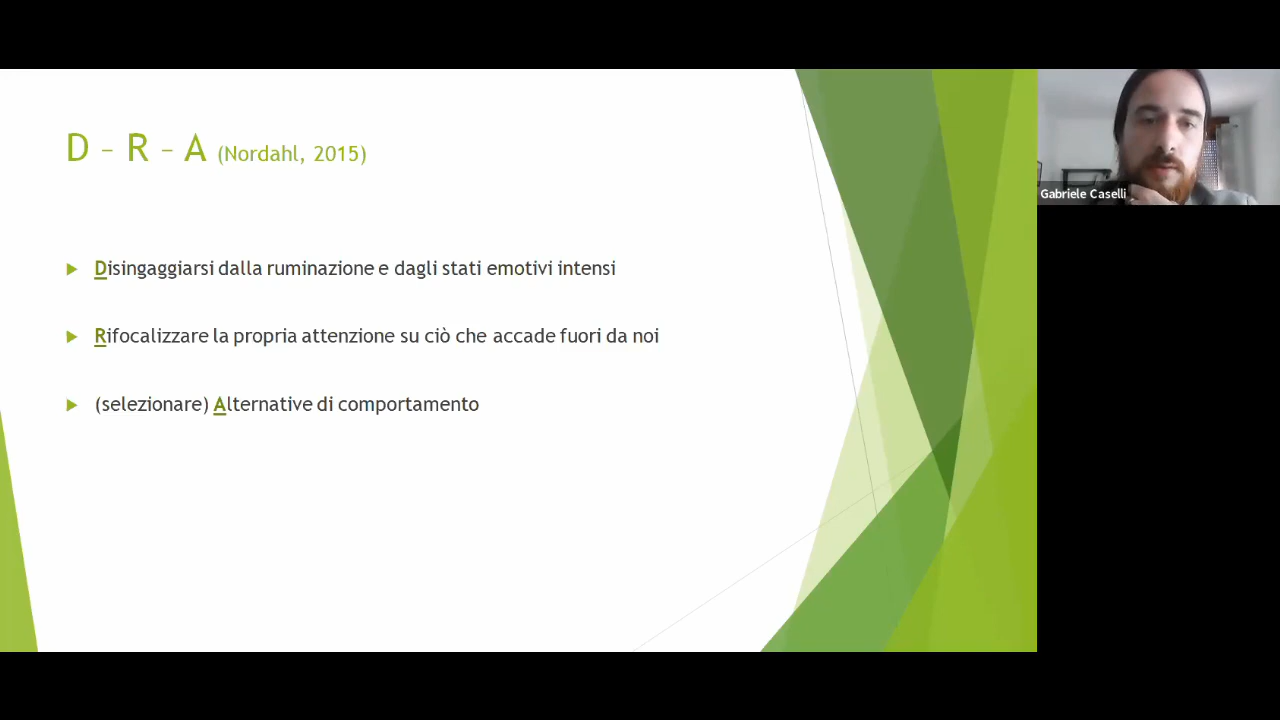 D – R – A (Nordahl, 2015)
Disingaggiarsi dalla ruminazione e dagli stati emotivi intensi
Rifocalizzare la propria attenzione su ciò che accade fuori da noi
(selezionare) Alternative di comportamento
Gabriele Caselli